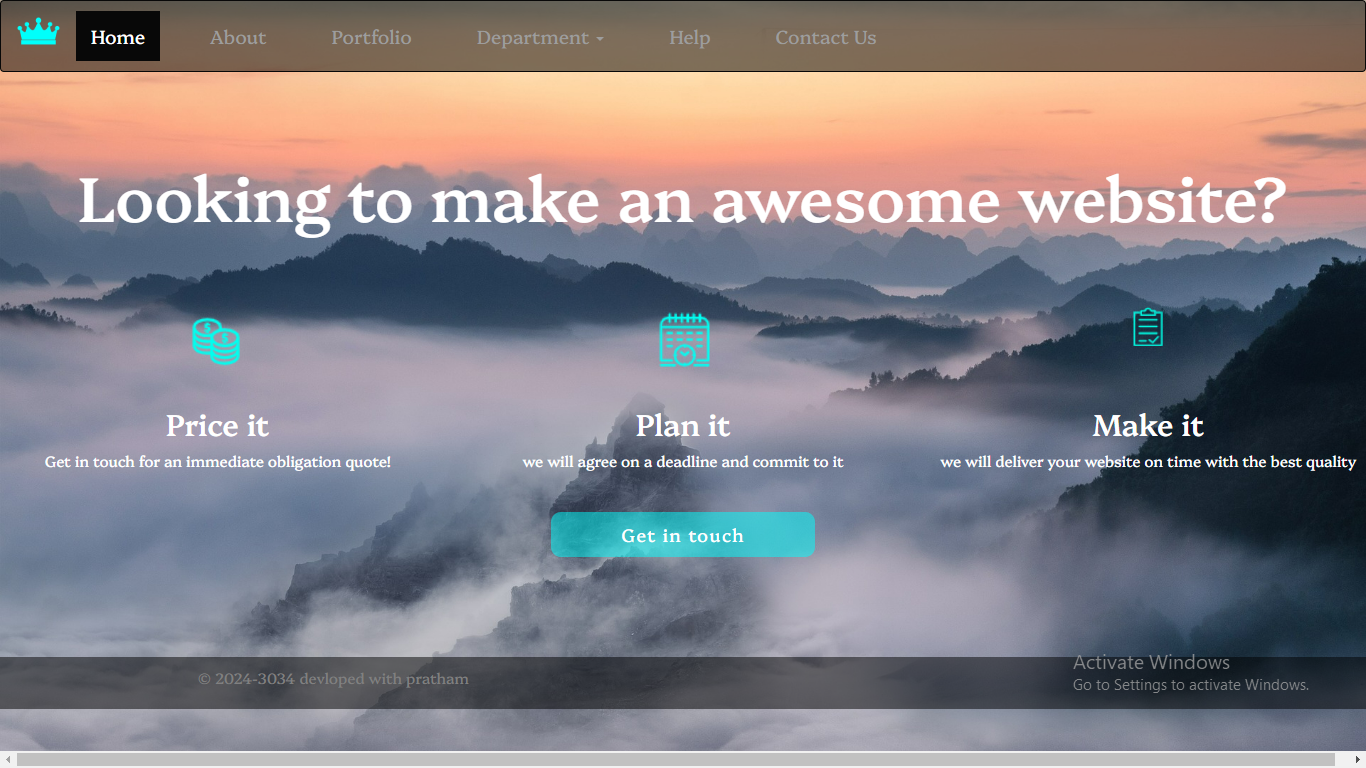 Home About Portfolio Department Help Contact Us
Looking to make an awesome website?
Price it
Get in touch for an immediate obligation quote!
Plan it
we will agree on a deadline and commit to it
Make it
we will deliver your website on time with the best quality
Get in touch
© 2024-3034 devloped with pratham
Activate Windows
Go to Settings to activate Windows.